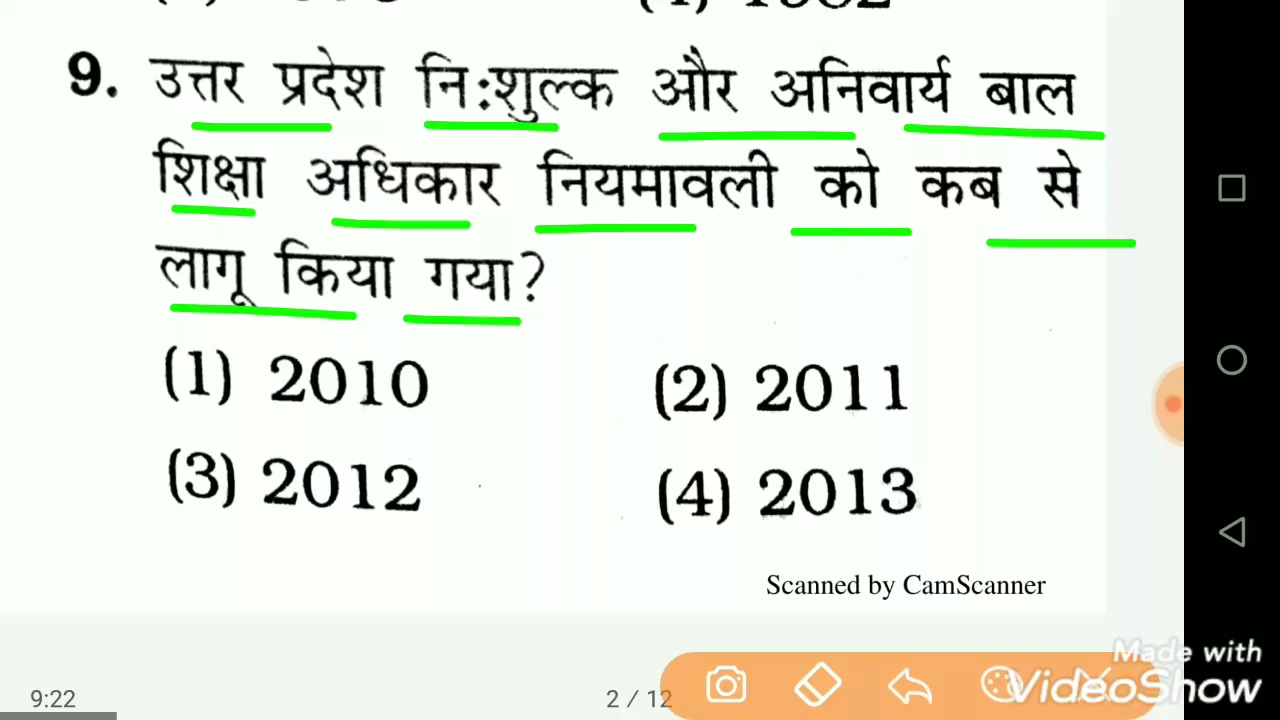 9. उत्तर प्रदेश निःशुल्क और अनिवार्य बाल
शिक्षा अधिकार नियमावली को कब से
लागू किया गया?
(1) 2010 (2) 2011
(3) 2012 (4) 2013
Scanned by CamScanner
Made with
VideoShow
9:22 2 / 12